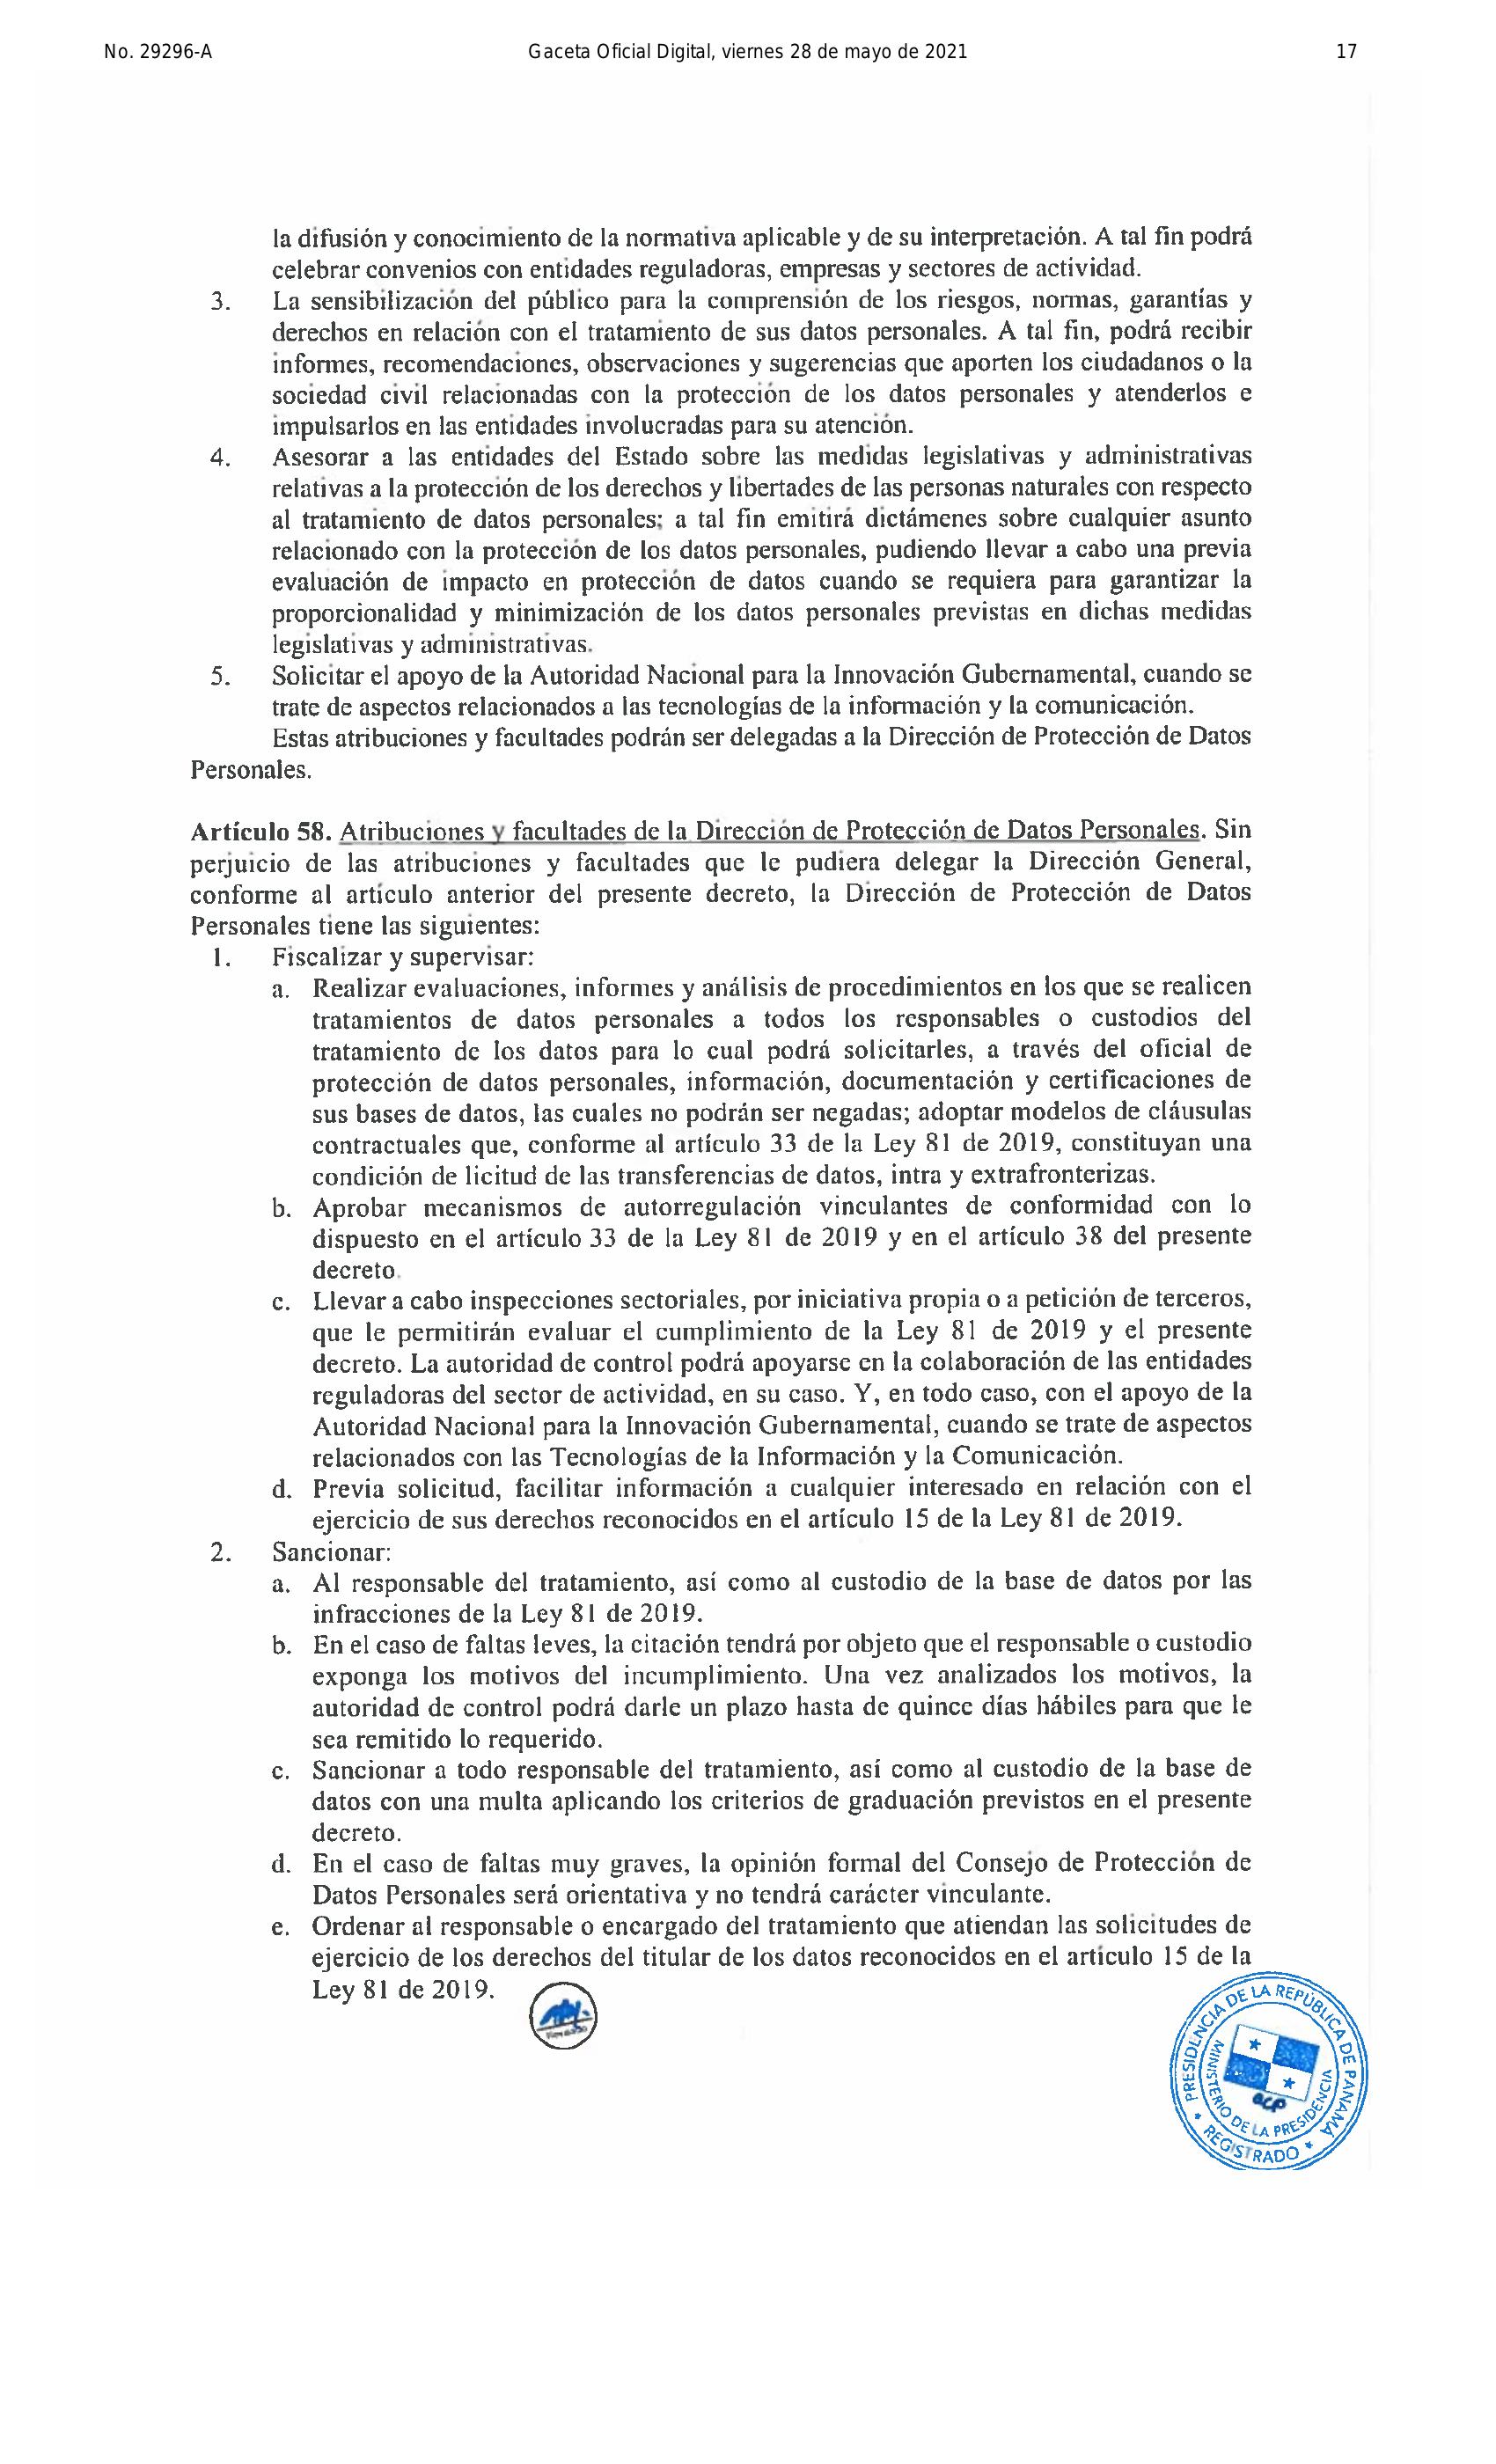 No. 29296-A
Gaceta Oficial Digital, viernes 28 de mayo de 2021
17
la difusión y conocimiento de la normativa aplicable y de su interpretación. A tal fin podrá
celebrar convenios con entidades reguladoras, empresas y sectores de actividad.
3. La sensibilización del público para la comprensión de los riesgos, normas, garantías y
derechos en relación con el tratamiento de sus datos personales. A tal fin, podrá recibir
informes, recomendaciones, observaciones y sugerencias que aporten los ciudadanos o la
sociedad civil relacionadas con la protección de los datos personales y atenderlos e
impulsarlos en las entidades involucradas para su atención.
4. Asesorar a las entidades del Estado sobre las medidas legislativas y administrativas
relativas a la protección de los derechos y libertades de las personas naturales con respecto
al tratamiento de datos personales; a tal fin emitirá dictámenes sobre cualquier asunto
relacionado con la protección de los datos personales, pudiendo llevar a cabo una previa
evaluación de impacto en protección de datos cuando se requiera para garantizar la
proporcionalidad y minimización de los datos personales previstas en dichas medidas
legislativas y administrativas.
5. Solicitar el apoyo de la Autoridad Nacional para la Innovación Gubernamental, cuando se
trate de aspectos relacionados a las tecnologías de la información y la comunicación.
Estas atribuciones y facultades podrán ser delegadas a la Dirección de Protección de Datos
Personales.
Artículo 58. Atribuciones y facultades de la Dirección de Protección de Datos Personales. Sin
perjuicio de las atribuciones y facultades que le pudiera delegar la Dirección General,
conforme al artículo anterior del presente decreto, la Dirección de Protección de Datos
Personales tiene las siguientes:
1. Fiscalizar y supervisar:
a. Realizar evaluaciones, informes y análisis de procedimientos en los que se realicen
tratamientos de datos personales a todos los responsables o custodios del
tratamiento de los datos para lo cual podrá solicitarles, a través del oficial de
protección de datos personales, información, documentación y certificaciones de
sus bases de datos, las cuales no podrán ser negadas; adoptar modelos de cláusulas
contractuales que, conforme al artículo 33 de la Ley 81 de 2019, constituyan una
condición de licitud de las transferencias de datos, intra y extrafronterizas.
b. Aprobar mecanismos de autorregulación vinculantes de conformidad con lo
dispuesto en el artículo 33 de la Ley 81 de 2019 y en el artículo 38 del presente
decreto.
c. Llevar a cabo inspecciones sectoriales, por iniciativa propia o a petición de terceros,
que le permitirán evaluar el cumplimiento de la Ley 81 de 2019 y el presente
decreto. La autoridad de control podrá apoyarse en la colaboración de las entidades
reguladoras del sector de actividad, en su caso. Y, en todo caso, con el apoyo de la
Autoridad Nacional para la Innovación Gubernamental, cuando se trate de aspectos
relacionados con las Tecnologías de la Información y la Comunicación.
d. Previa solicitud, facilitar información a cualquier interesado en relación con el
ejercicio de sus derechos reconocidos en el artículo 15 de la Ley 81 de 2019.
2. Sancionar:
a. Al responsable del tratamiento, así como al custodio de la base de datos por las
infracciones de la Ley 81 de 2019.
b. En el caso de faltas leves, la citación tendrá por objeto que el responsable o custodio
exponga los motivos del incumplimiento. Una vez analizados los motivos, la
autoridad de control podrá darle un plazo hasta de quince días hábiles para que le
sea remitido lo requerido.
c. Sancionar a todo responsable del tratamiento, así como al custodio de la base de
datos con una multa aplicando los criterios de graduación previstos en el presente
decreto.
d. En el caso de faltas muy graves, la opinión formal del Consejo de Protección de
Datos Personales será orientativa y no tendrá carácter vinculante.
e. Ordenar al responsable o encargado del tratamiento que atiendan las solicitudes de
ejercicio de los derechos del titular de los datos reconocidos en el artículo 15 de la
Ley 81 de 2019.
PRESIDENCIA DE LA REPÚBLICA DE PANAMÁ
MINISTERIO DE LA PRESIDENCIA
REGISTRADO